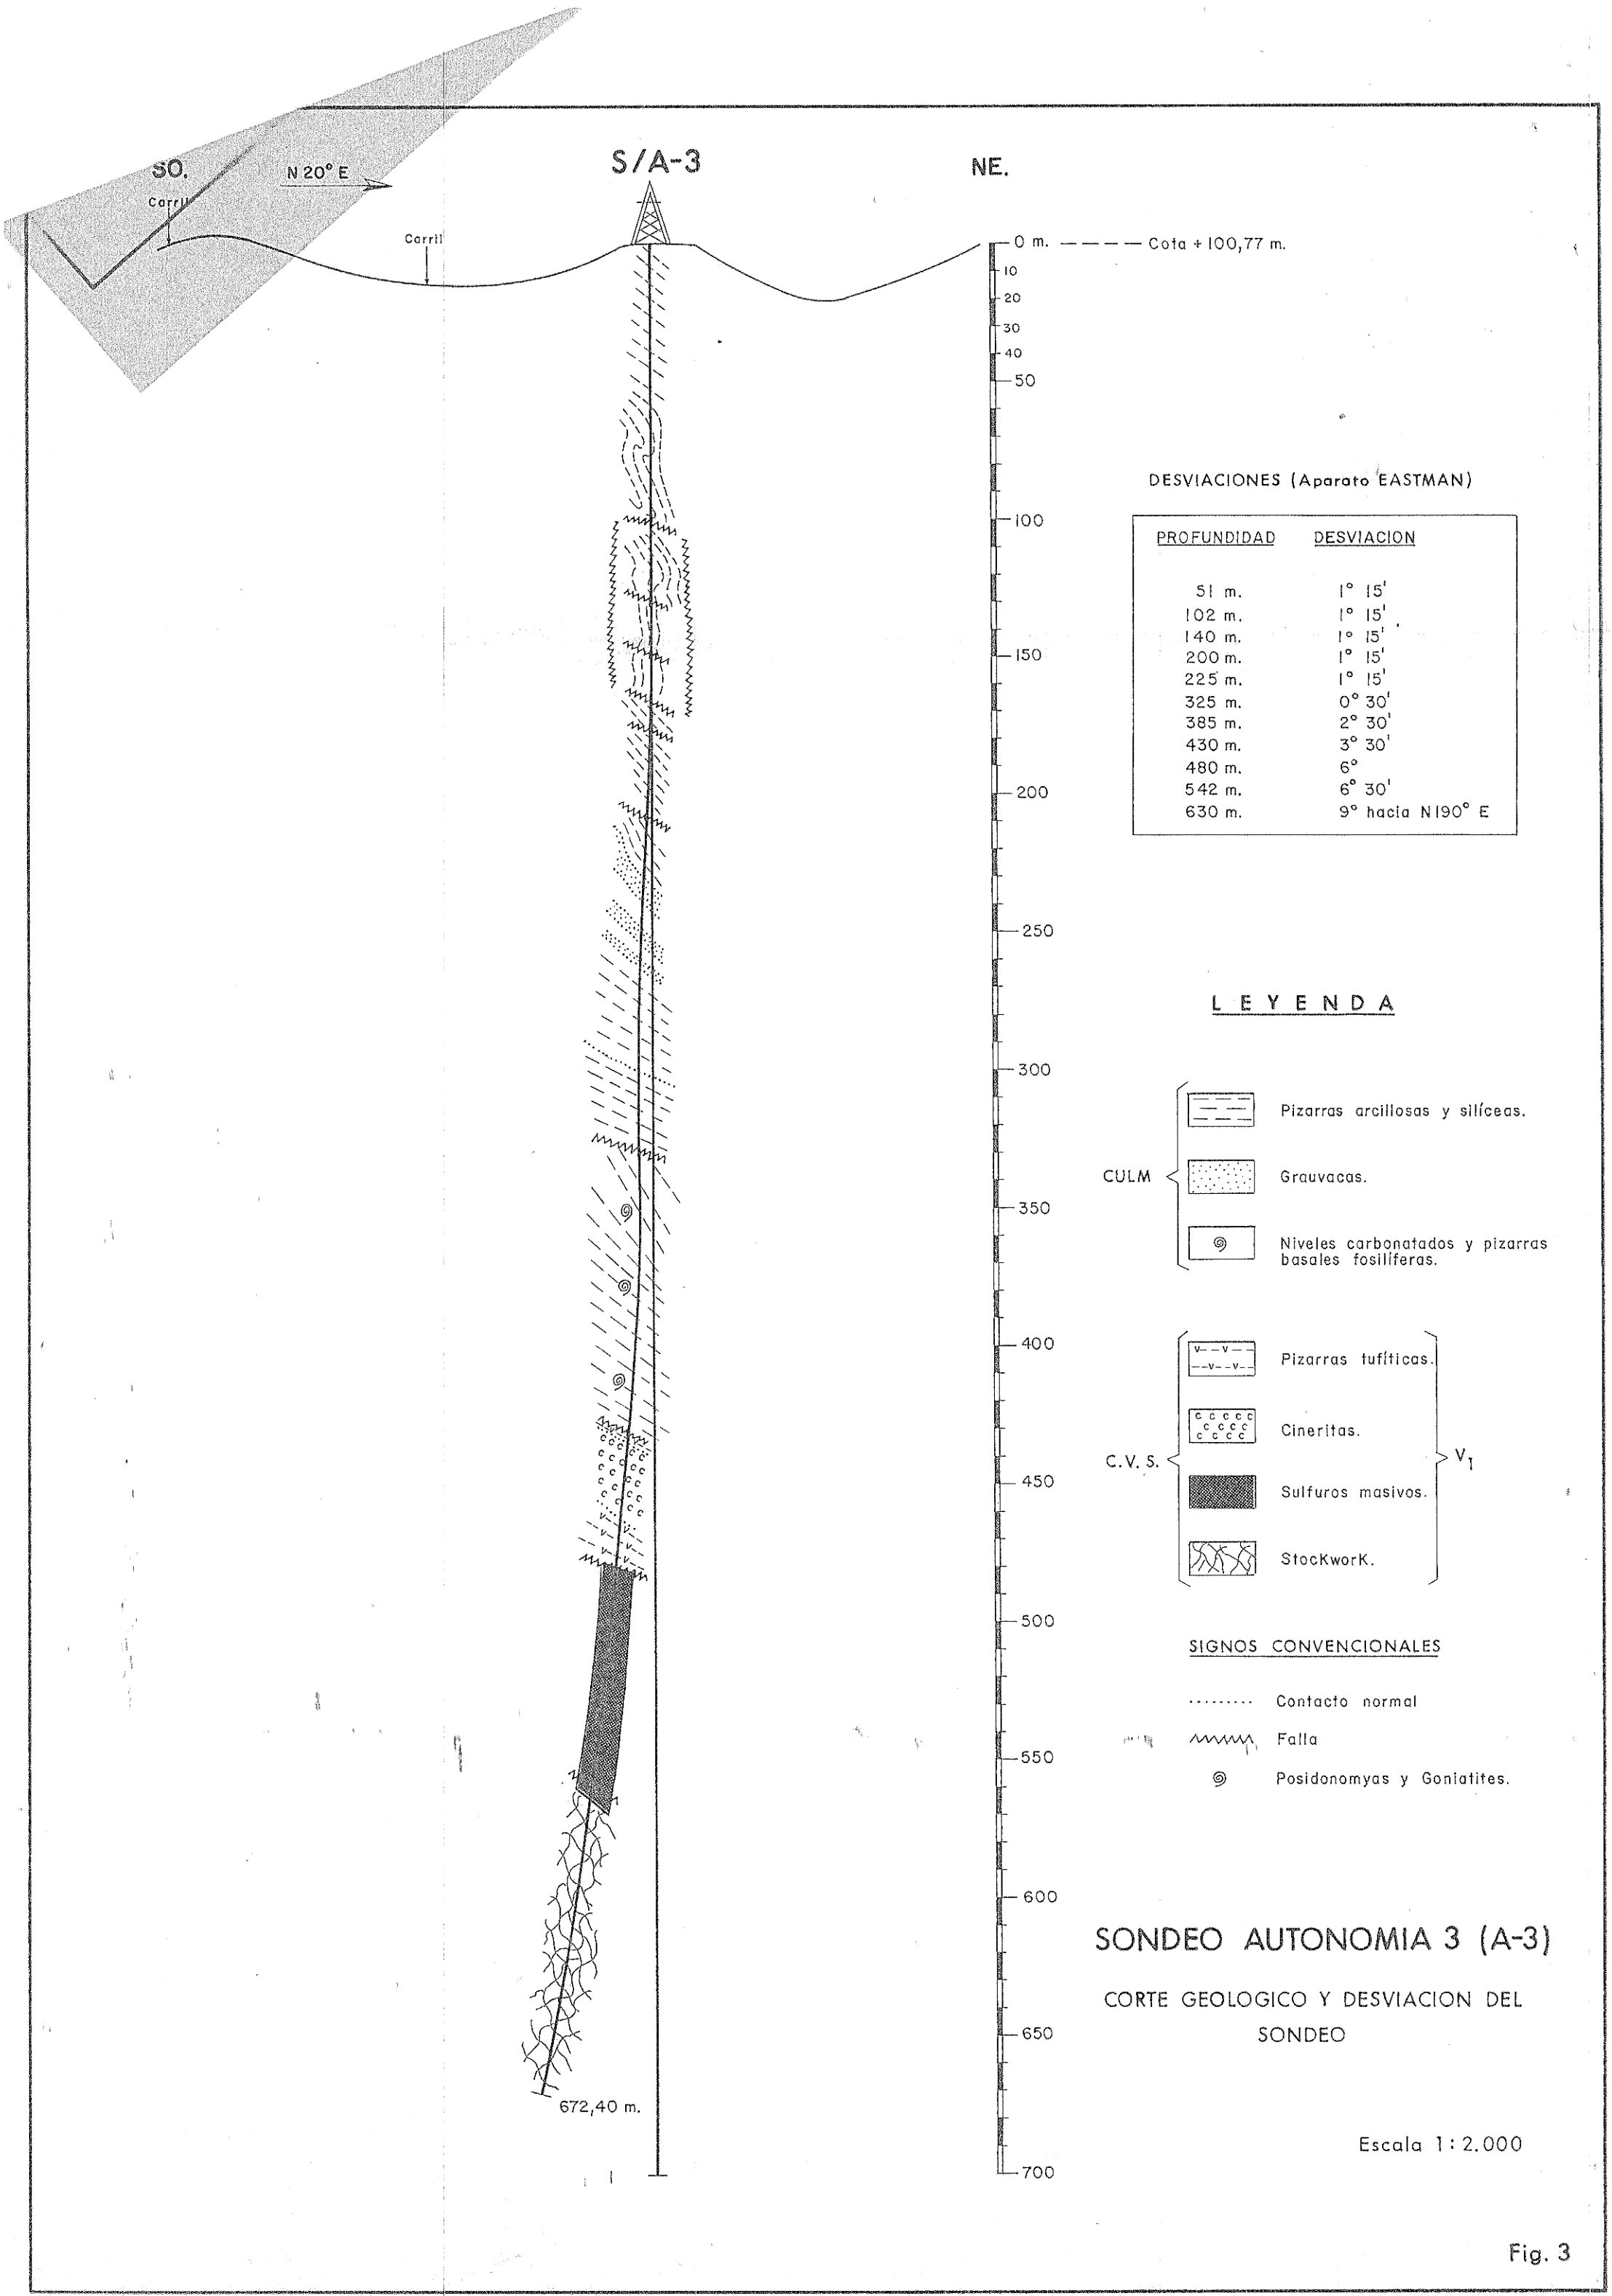 SO.
N 20° E
S/A-3
NE.
Carril
Carril
0 m. — — — — Cota + 100,77 m.
10
20
30
40
50
100
150
200
250
300
350
400
450
500
550
600
650
700
672,40 m.
DESVIACIONES (Aparato EASTMAN)
PROFUNDIDAD DESVIACION
51 m. 1° 15'
102 m. 1° 15'
140 m. 1° 15'
200 m. 1° 15'
225 m. 1° 15'
325 m. 0° 30'
385 m. 2° 30'
430 m. 3° 30'
480 m. 6°
542 m. 6° 30'
630 m. 9° hacia N190° E
LEYENDA
CULM
Pizarras arcillosas y silíceas.
Grauvacas.
Niveles carbonatados y pizarras
basales fosilíferas.
C.V.S.
Pizarras tufíticas.
Cineritas.
Sulfuros masivos.
StocKworK.
V1
SIGNOS CONVENCIONALES
Contacto normal
Falla
Posidonomyas y Goniatites.
SONDEO AUTONOMIA 3 (A-3)
CORTE GEOLOGICO Y DESVIACION DEL
SONDEO
Escala 1:2.000
Fig. 3